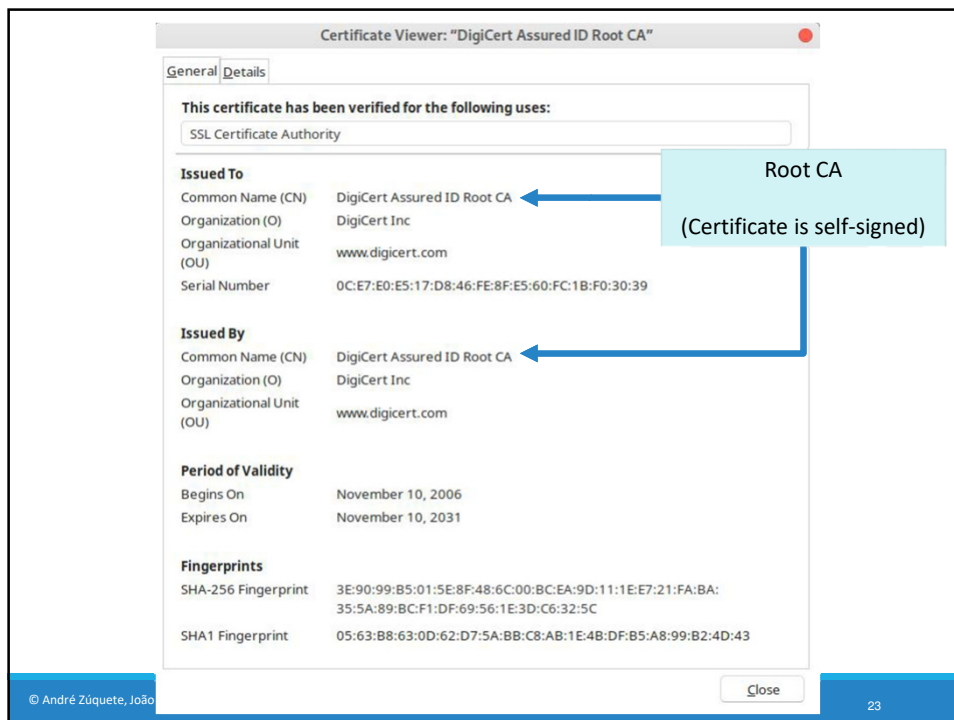 Certificate Viewer: “DigiCert Assured ID Root CA”
General Details
This certificate has been verified for the following uses:
SSL Certificate Authority
Issued To
Common Name (CN) DigiCert Assured ID Root CA
Organization (O) DigiCert Inc
Organizational Unit
(OU) www.digicert.com
Serial Number 0C:E7:E0:E5:17:D8:46:FE:8F:E5:60:FC:1B:F0:30:39
Root CA
(Certificate is self-signed)
Issued By
Common Name (CN) DigiCert Assured ID Root CA
Organization (O) DigiCert Inc
Organizational Unit
(OU) www.digicert.com
Period of Validity
Begins On November 10, 2006
Expires On November 10, 2031
Fingerprints
SHA-256 Fingerprint 3E:90:99:B5:01:5E:8F:48:6C:00:BC:EA:9D:11:1E:E7:21:FA:BA:
35:5A:89:BC:F1:DF:69:56:1E:3D:C6:32:5C
SHA1 Fingerprint 05:63:B8:63:0D:62:D7:5A:BB:C8:AB:1E:4B:DF:B5:A8:99:B2:4D:43
Close
© André Zúquete, João
23